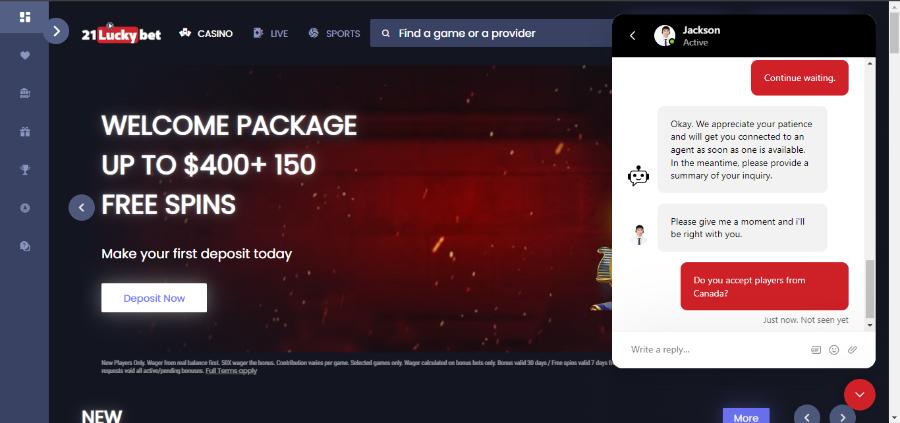 21 Lucky bet
CASINO
LIVE
SPORTS
Find a game or a provider
WELCOME PACKAGE
UP TO $400+ 150
FREE SPINS
Make your first deposit today
Deposit Now
New Players Only. Wager from real balance first. 50X wager the bonus. Contribution varies per game. Selected games only. Wager calculated on bonus bets only. Bonus valid 30 days / Free spins valid 7 days
requests void all active/pending bonuses. Full Terms apply
NEW
More
Jackson
Active
Continue waiting.
Okay. We appreciate your patience
and will get you connected to an
agent as soon as one is available.
In the meantime, please provide a
summary of your inquiry.
Please give me a moment and i'll
be right with you.
Do you accept players from
Canada?
Just now. Not seen yet
Write a reply...